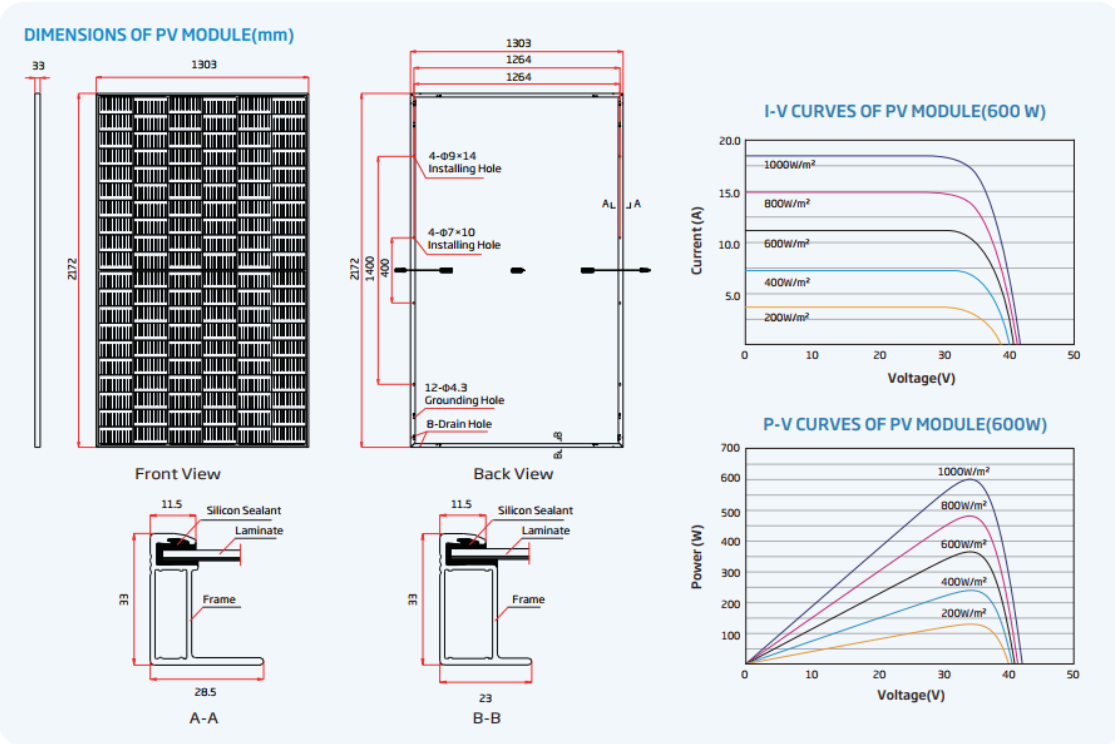 DIMENSIONS OF PV MODULE(mm)
33
1303
2172
Front View
1303
1264
1264
4-Φ9×14
Installing Hole
A A
4-Φ7×10
Installing Hole
2172
1400
400
12-Φ4.3
Grounding Hole
8-Drain Hole
B
B
Back View
11.5
Silicon Sealant
Laminate
33
Frame
28.5
A-A
11.5
Silicon Sealant
Laminate
33
Frame
23
B-B
I-V CURVES OF PV MODULE(600 W)
Current (A)
20.0
15.0
10.0
5.0
1000W/m²
800W/m²
600W/m²
400W/m²
200W/m²
0 10 20 30 40 50
Voltage(V)
P-V CURVES OF PV MODULE(600W)
Power (W)
700
600
500
400
300
200
100
1000W/m²
800W/m²
600W/m²
400W/m²
200W/m²
0 10 20 30 40 50
Voltage(V)